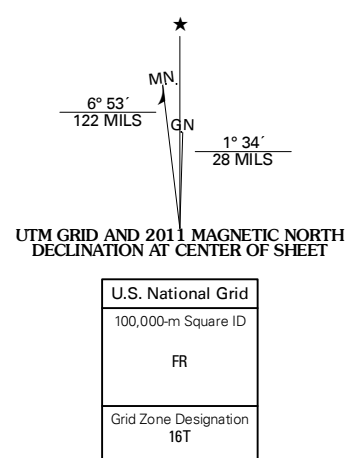 ★
MN.
6° 53´
122 MILS
GN
1° 34´
28 MILS
UTM GRID AND 2011 MAGNETIC NORTH
DECLINATION AT CENTER OF SHEET
U.S. National Grid
100,000-m Square ID
FR
Grid Zone Designation
16T